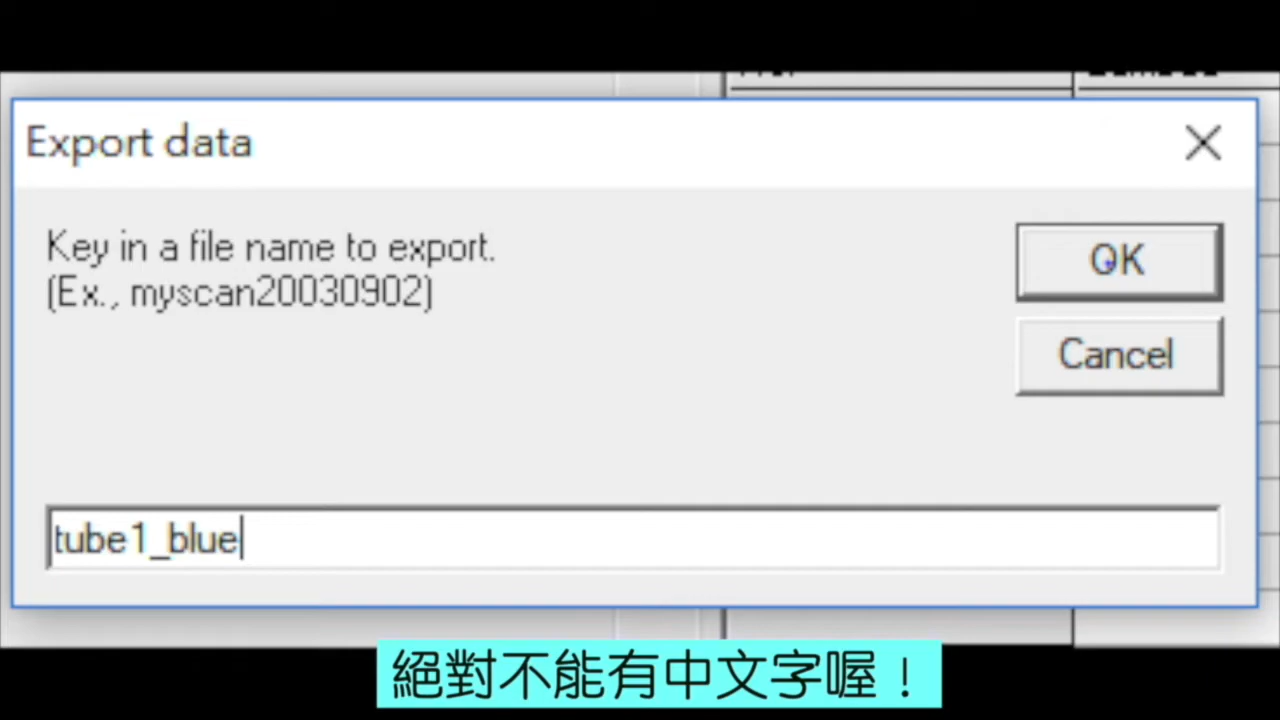 Export data
Key in a file name to export.
(Ex., myscan20030902)
OK
Cancel
tube1_blue
絕對不能有中文字喔！